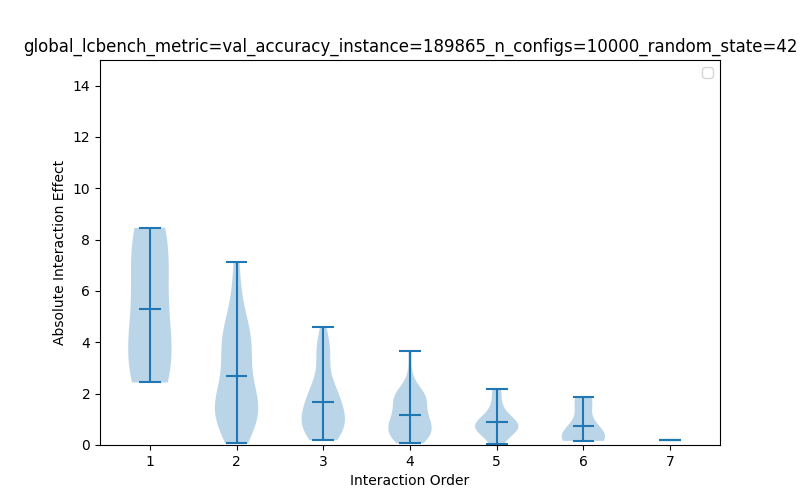 global_lcbench_metric=val_accuracy_instance=189865_n_configs=10000_random_state=42
14
12
10
8
6
4
2
0
Absolute Interaction Effect
1 2 3 4 5 6 7
Interaction Order